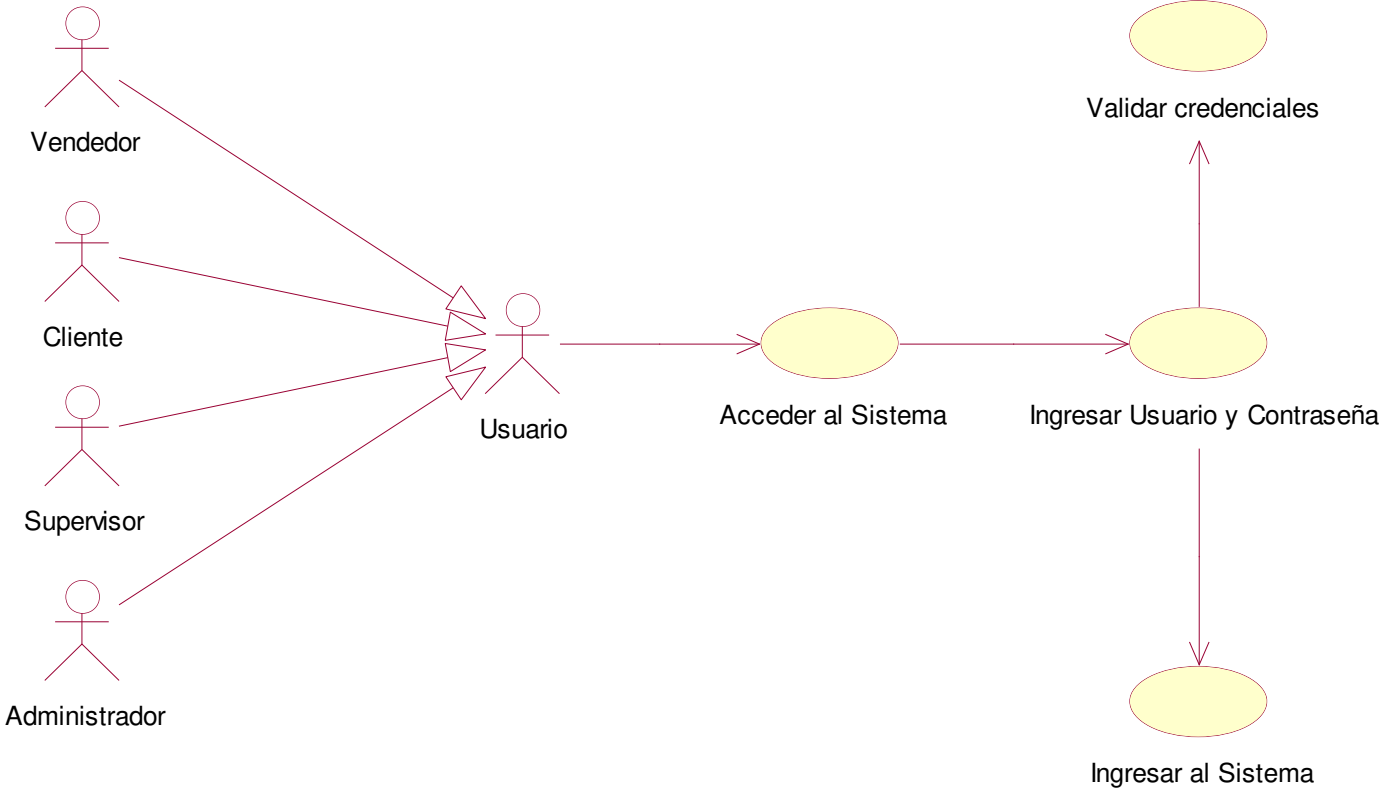 Vendedor
Cliente
Supervisor
Administrador
Usuario
Acceder al Sistema
Validar credenciales
Ingresar Usuario y Contraseña
Ingresar al Sistema